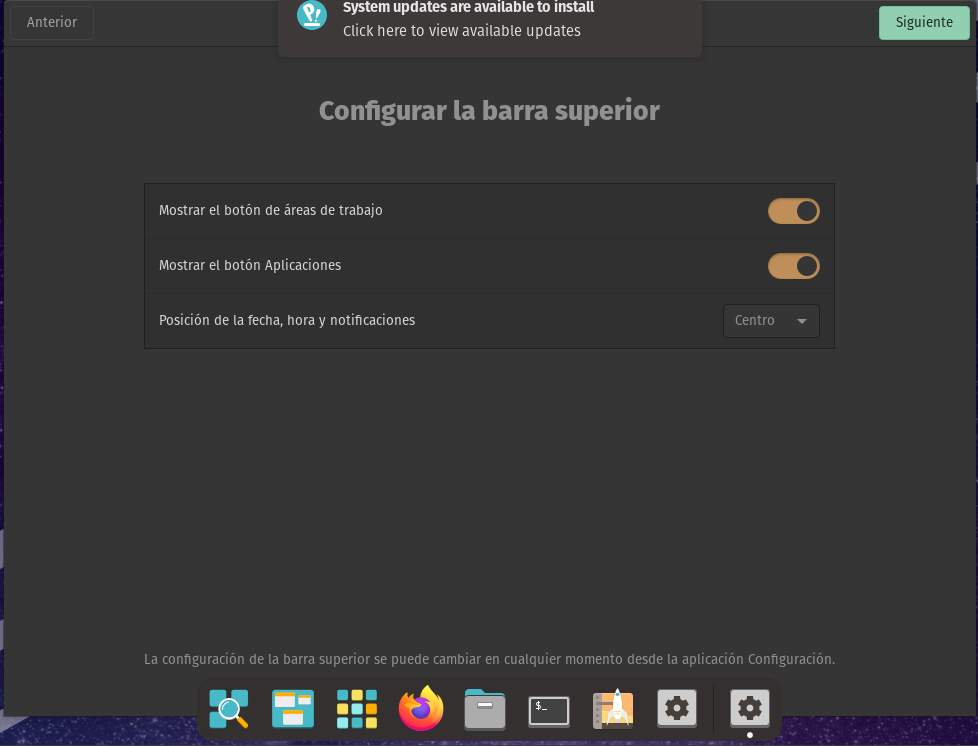 System updates are available to install
Anterior
Siguiente
Click here to view available updates
Configurar la barra superior
Mostrar el botón de áreas de trabajo
Mostrar el botón Aplicaciones
Posición de la fecha, hora y notificaciones
Centro
La configuración de la barra superior se puede cambiar en cualquier momento desde la aplicación Configuración.
$_